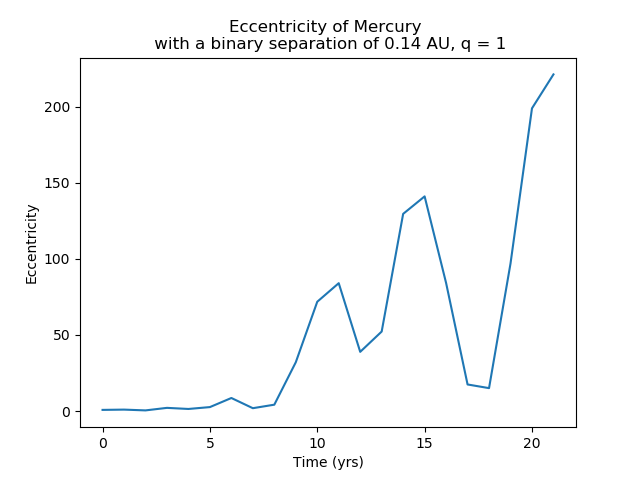 Eccentricity of Mercury
with a binary separation of 0.14 AU, q = 1
200
150
100
50
0
Eccentricity
0 5 10 15 20
Time (yrs)